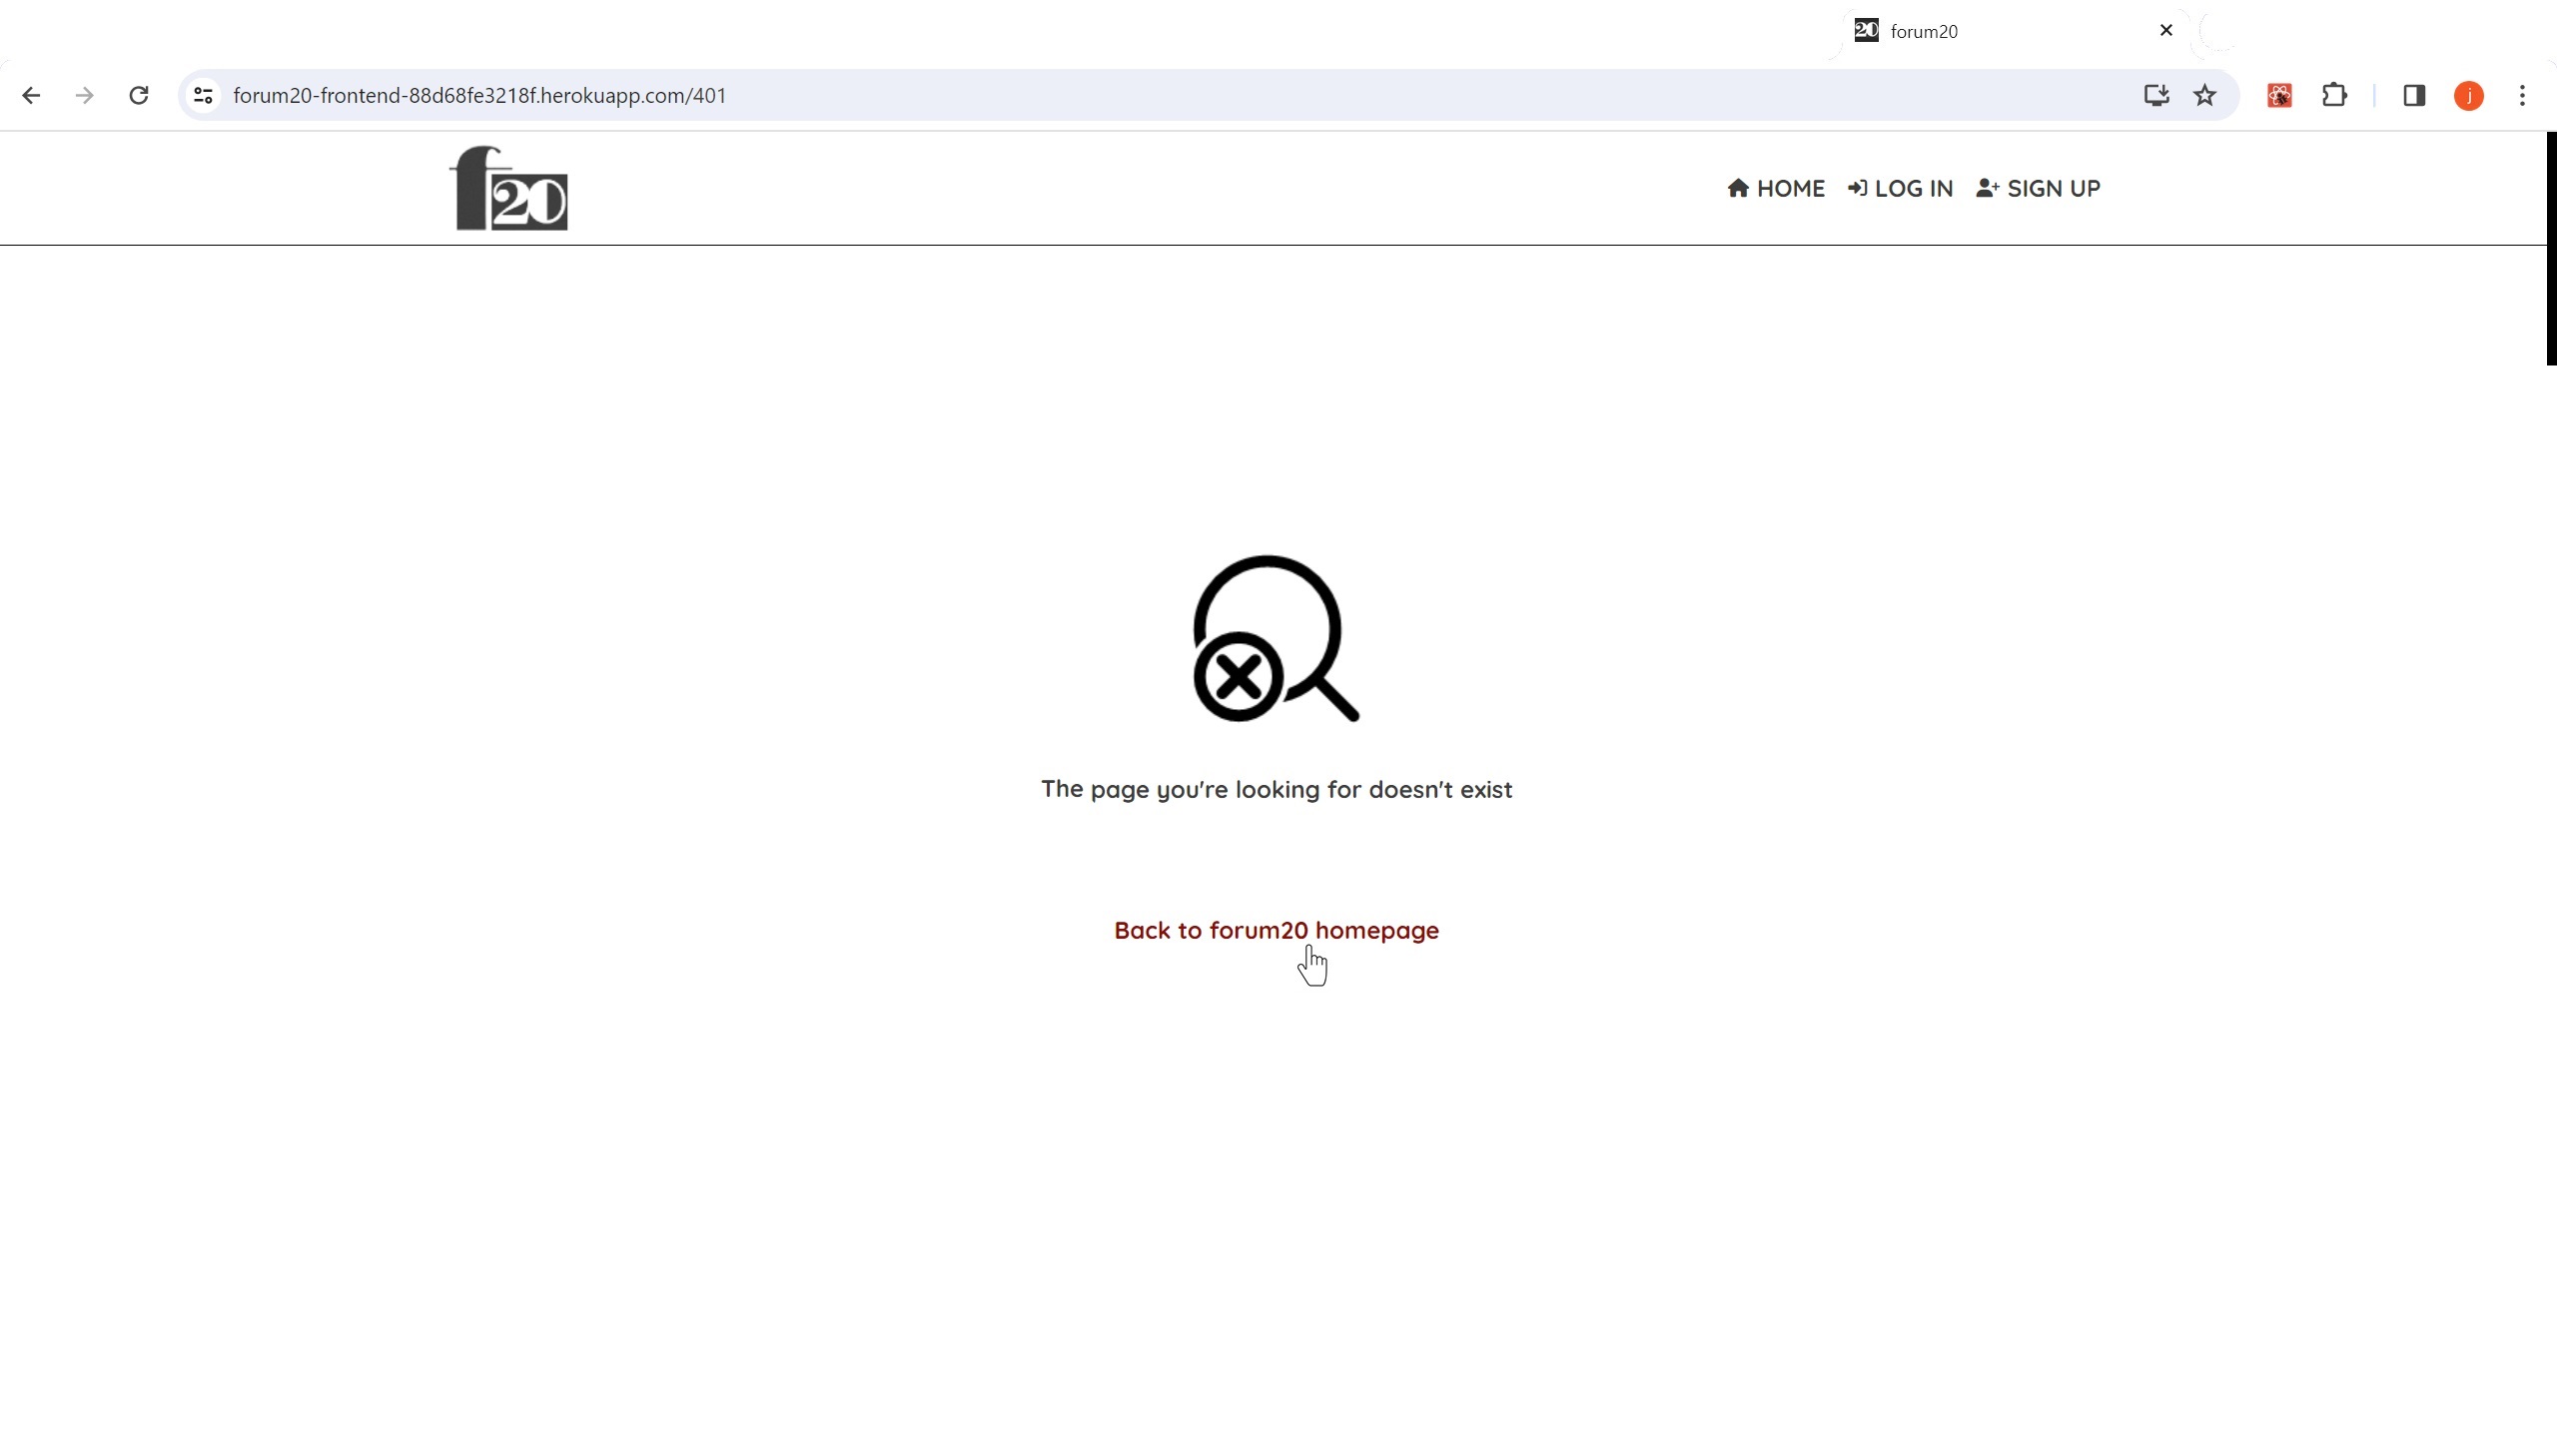 20 forum20
forum20-frontend-88d68fe3218f.herokuapp.com/401
j
f20
HOME LOG IN SIGN UP
The page you're looking for doesn't exist
Back to forum20 homepage